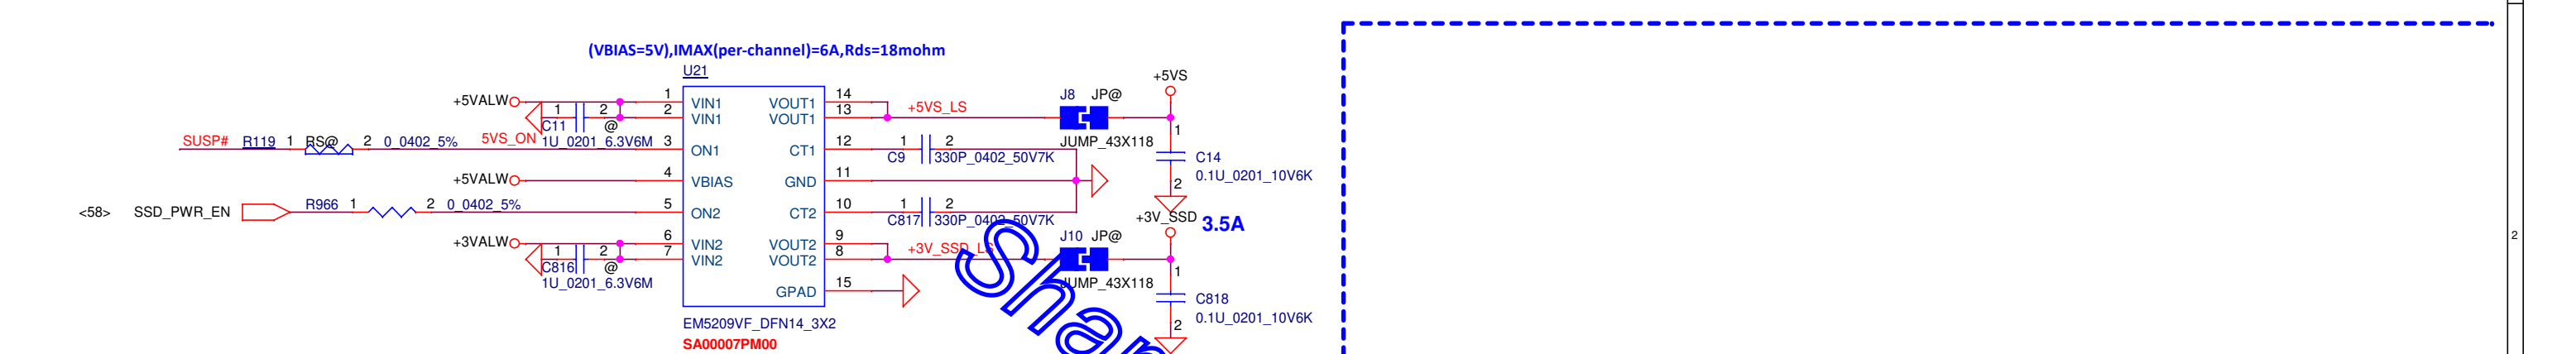 (VBIAS=5V),IMAX(per-channel)=6A,Rds=18mohm
U21
+5VALW
1 2
C11 @
1U_0201_6.3V6M
1 VIN1 VOUT1 14
2 VIN1 VOUT1 13
+5VS_LS
J8 JP@
JUMP_43X118
+5VS
SUSP# R119 1 RS@ 2 0_0402_5% 5VS_ON
3 ON1 CT1 12
1 2
C9 330P_0402_50V7K
1
C14
0.1U_0201_10V6K
2
+5VALW
4 VBIAS GND 11
<58> SSD_PWR_EN R966 1 2 0_0402_5%
5 ON2 CT2 10
1 2
C817 330P_0402_50V7K
+3V_SSD 3.5A
+3VALW
1 2
C816 @
1U_0201_6.3V6M
6 VIN2 VOUT2 9
7 VIN2 VOUT2 8
+3V_SSD_LS
J10 JP@
JUMP_43X118
1
C818
0.1U_0201_10V6K
2
GPAD 15
EM5209VF_DFN14_3X2
SA00007PM00
2